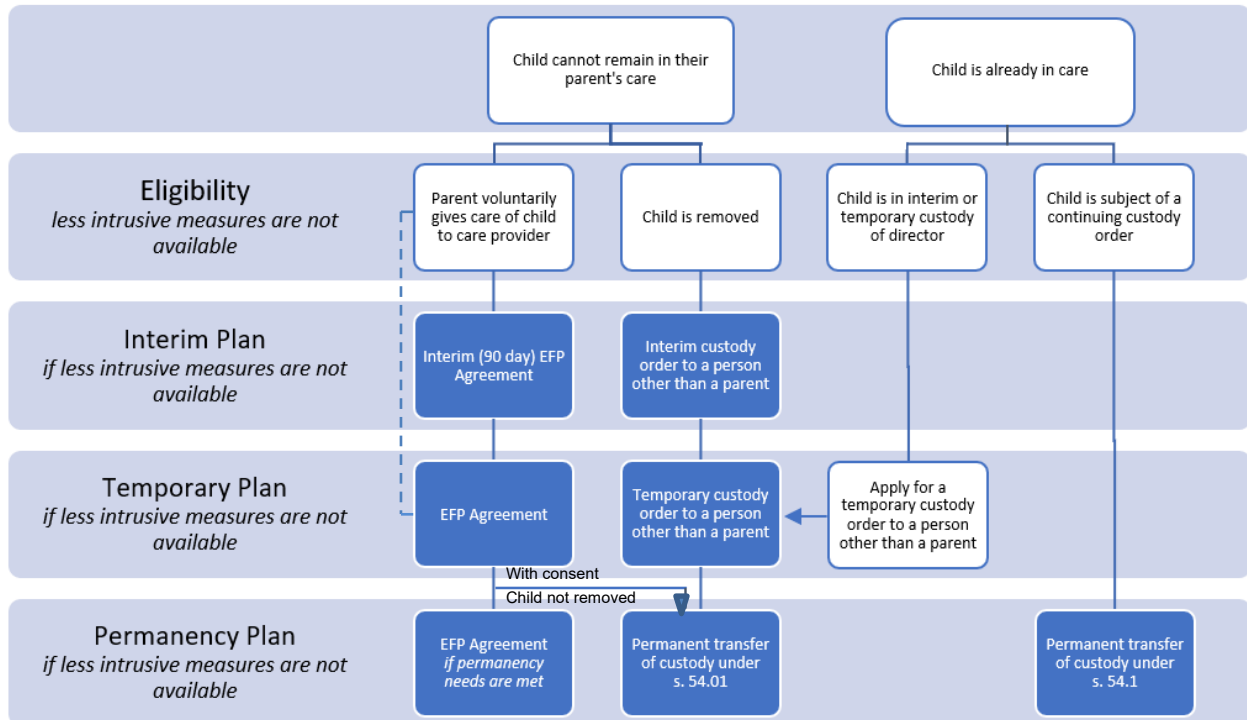 Child cannot remain in their
parent's care
Child is already in care
Eligibility
less intrusive measures are not
available
Parent voluntarily
gives care of child
to care provider
Child is removed
Child is in interim or
temporary custody
of director
Child is subject of a
continuing custody
order
Interim Plan
if less intrusive measures are not
available
Interim (90 day) EFP
Agreement
Interim custody
order to a person
other than a parent
Temporary Plan
if less intrusive measures are not
available
EFP Agreement
Temporary custody
order to a person
other than a parent
Apply for a
temporary custody
order to a person
other than a parent
With consent
Child not removed
Permanency Plan
if less intrusive measures are not
available
EFP Agreement
if permanency
needs are met
Permanent transfer
of custody under
s. 54.01
Permanent transfer
of custody under
s. 54.1